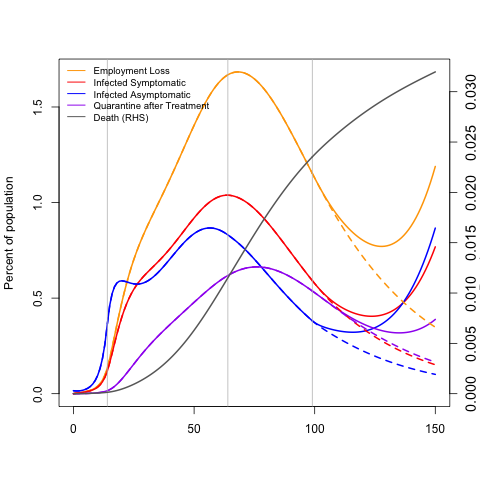 Employment Loss
Infected Symptomatic
Infected Asymptomatic
Quarantine after Treatment
Death (RHS)
Percent of population
0.0
0.5
1.0
1.5
0
50
100
150
0.000
0.005
0.010
0.015
0.020
0.025
0.030